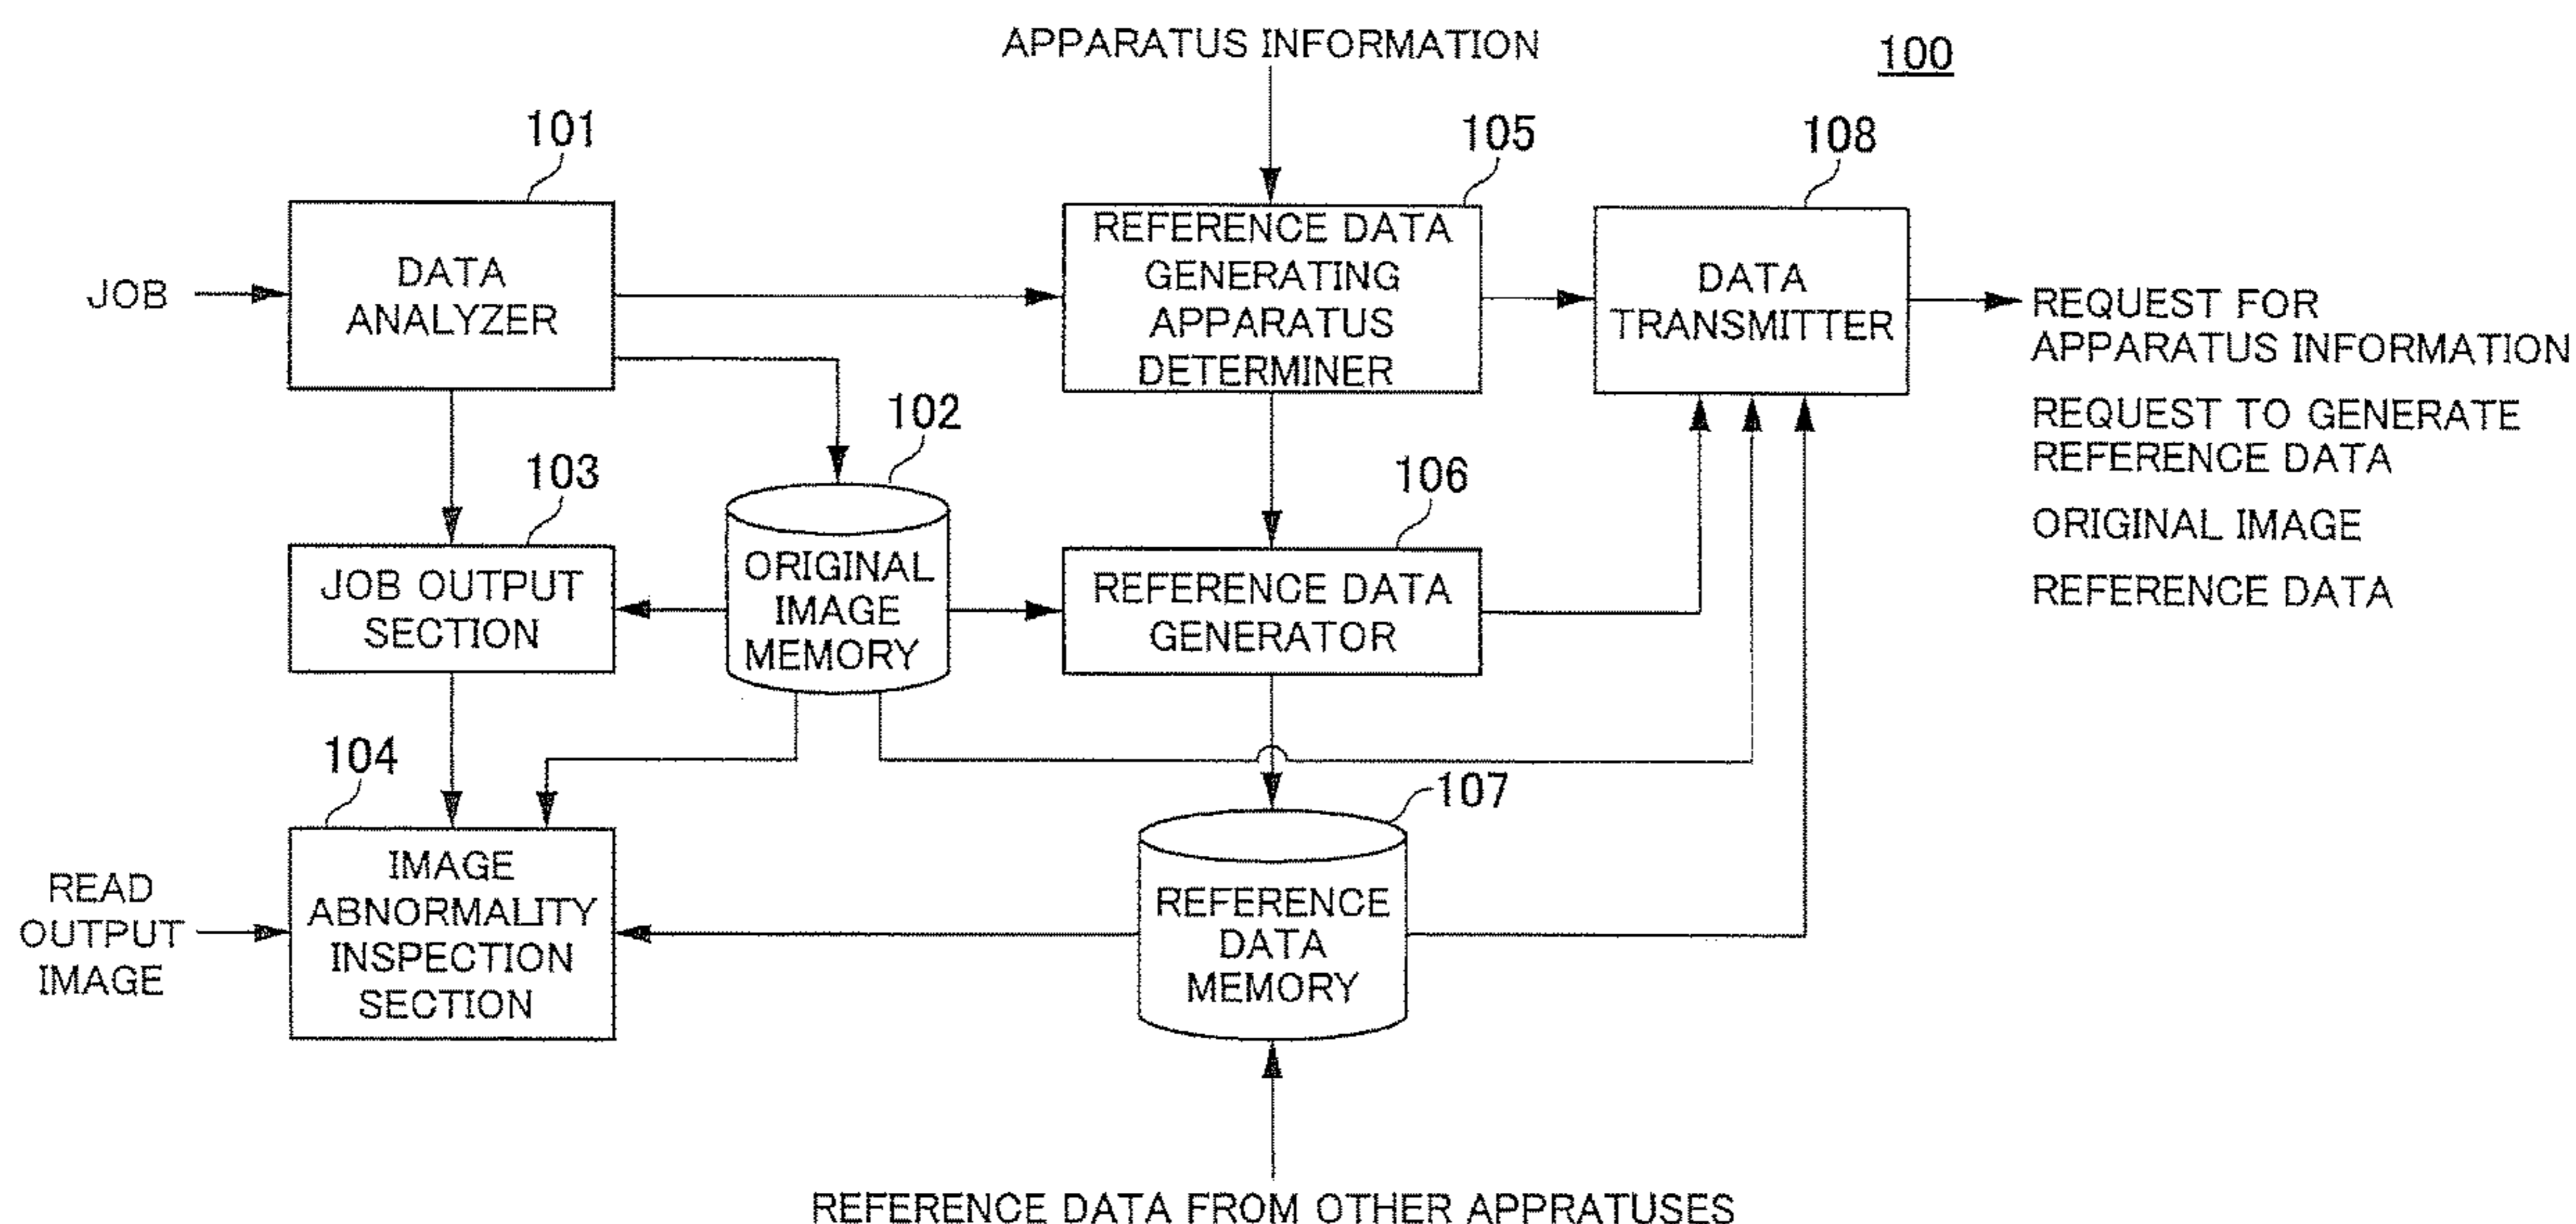 APPARATUS INFORMATION
100
101
105
108
JOB
DATA
ANALYZER
REFERENCE DATA
GENERATING
APPARATUS
DETERMINER
DATA
TRANSMITTER
REQUEST FOR
APPARATUS INFORMATION
REQUEST TO GENERATE
REFERENCE DATA
ORIGINAL IMAGE
REFERENCE DATA
102
103
106
JOB OUTPUT
SECTION
ORIGINAL
IMAGE
MEMORY
REFERENCE DATA
GENERATOR
104
107
READ
OUTPUT
IMAGE
IMAGE
ABNORMALITY
INSPECTION
SECTION
REFERENCE
DATA
MEMORY
REFERENCE DATA FROM OTHER APPRATUSES